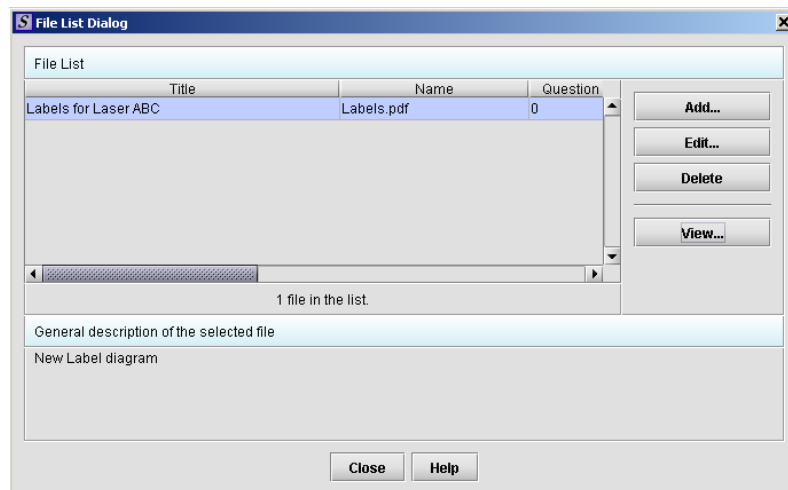 File List Dialog
File List
Title Name Question
Labels for Laser ABC Labels.pdf 0
Add...
Edit...
Delete
View...
1 file in the list.
General description of the selected file
New Label diagram
Close Help